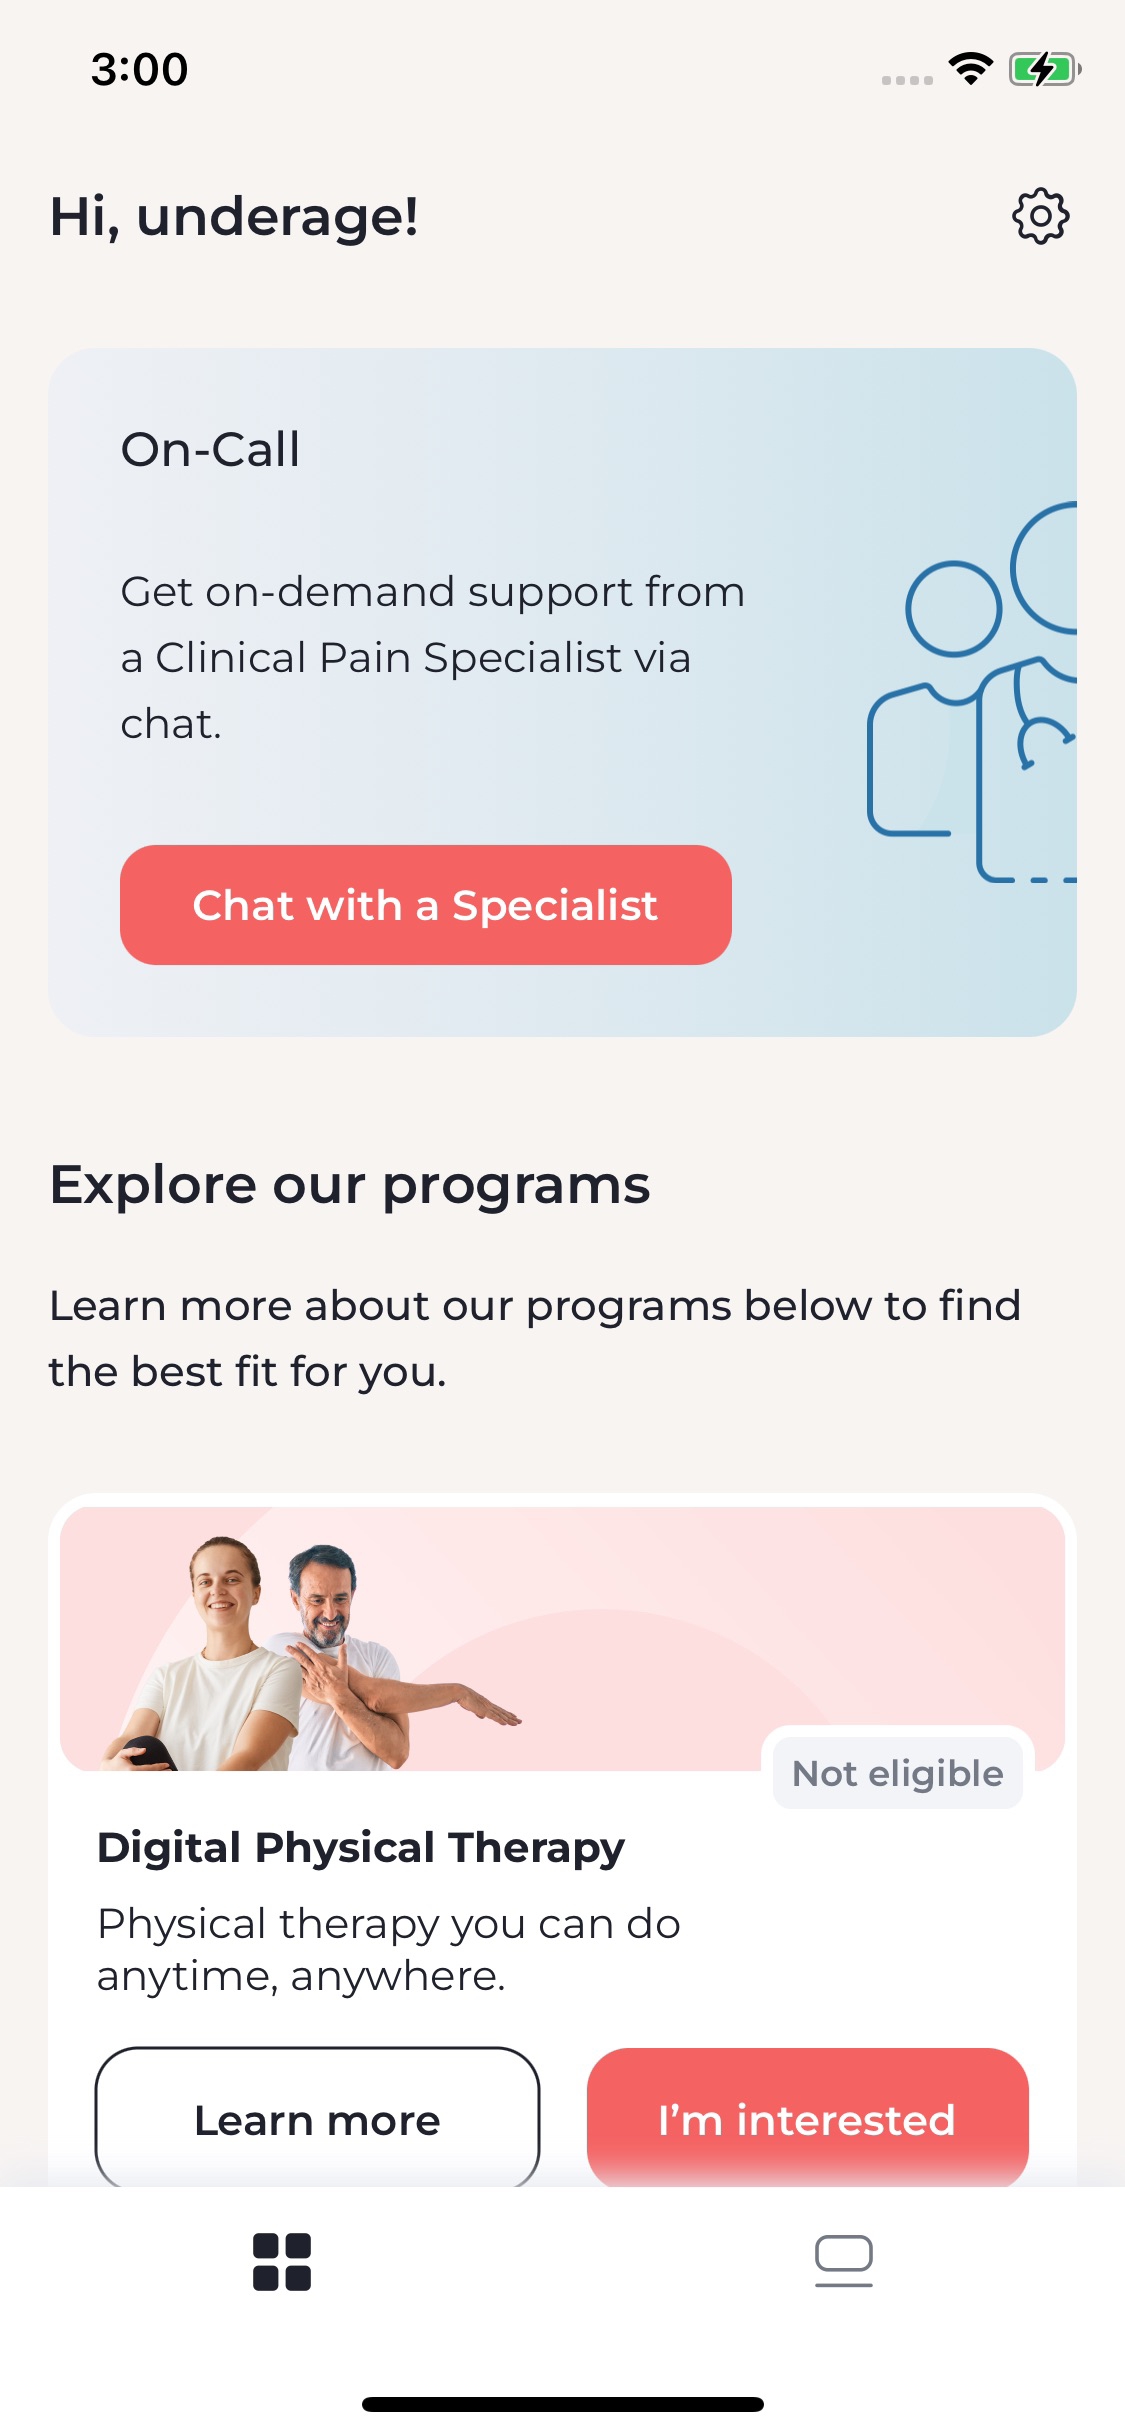 3:00
Hi, underage!
On-Call
Get on-demand support from
a Clinical Pain Specialist via
chat.
Chat with a Specialist
Explore our programs
Learn more about our programs below to find
the best fit for you.
Not eligible
Digital Physical Therapy
Physical therapy you can do
anytime, anywhere.
Learn more
I’m interested